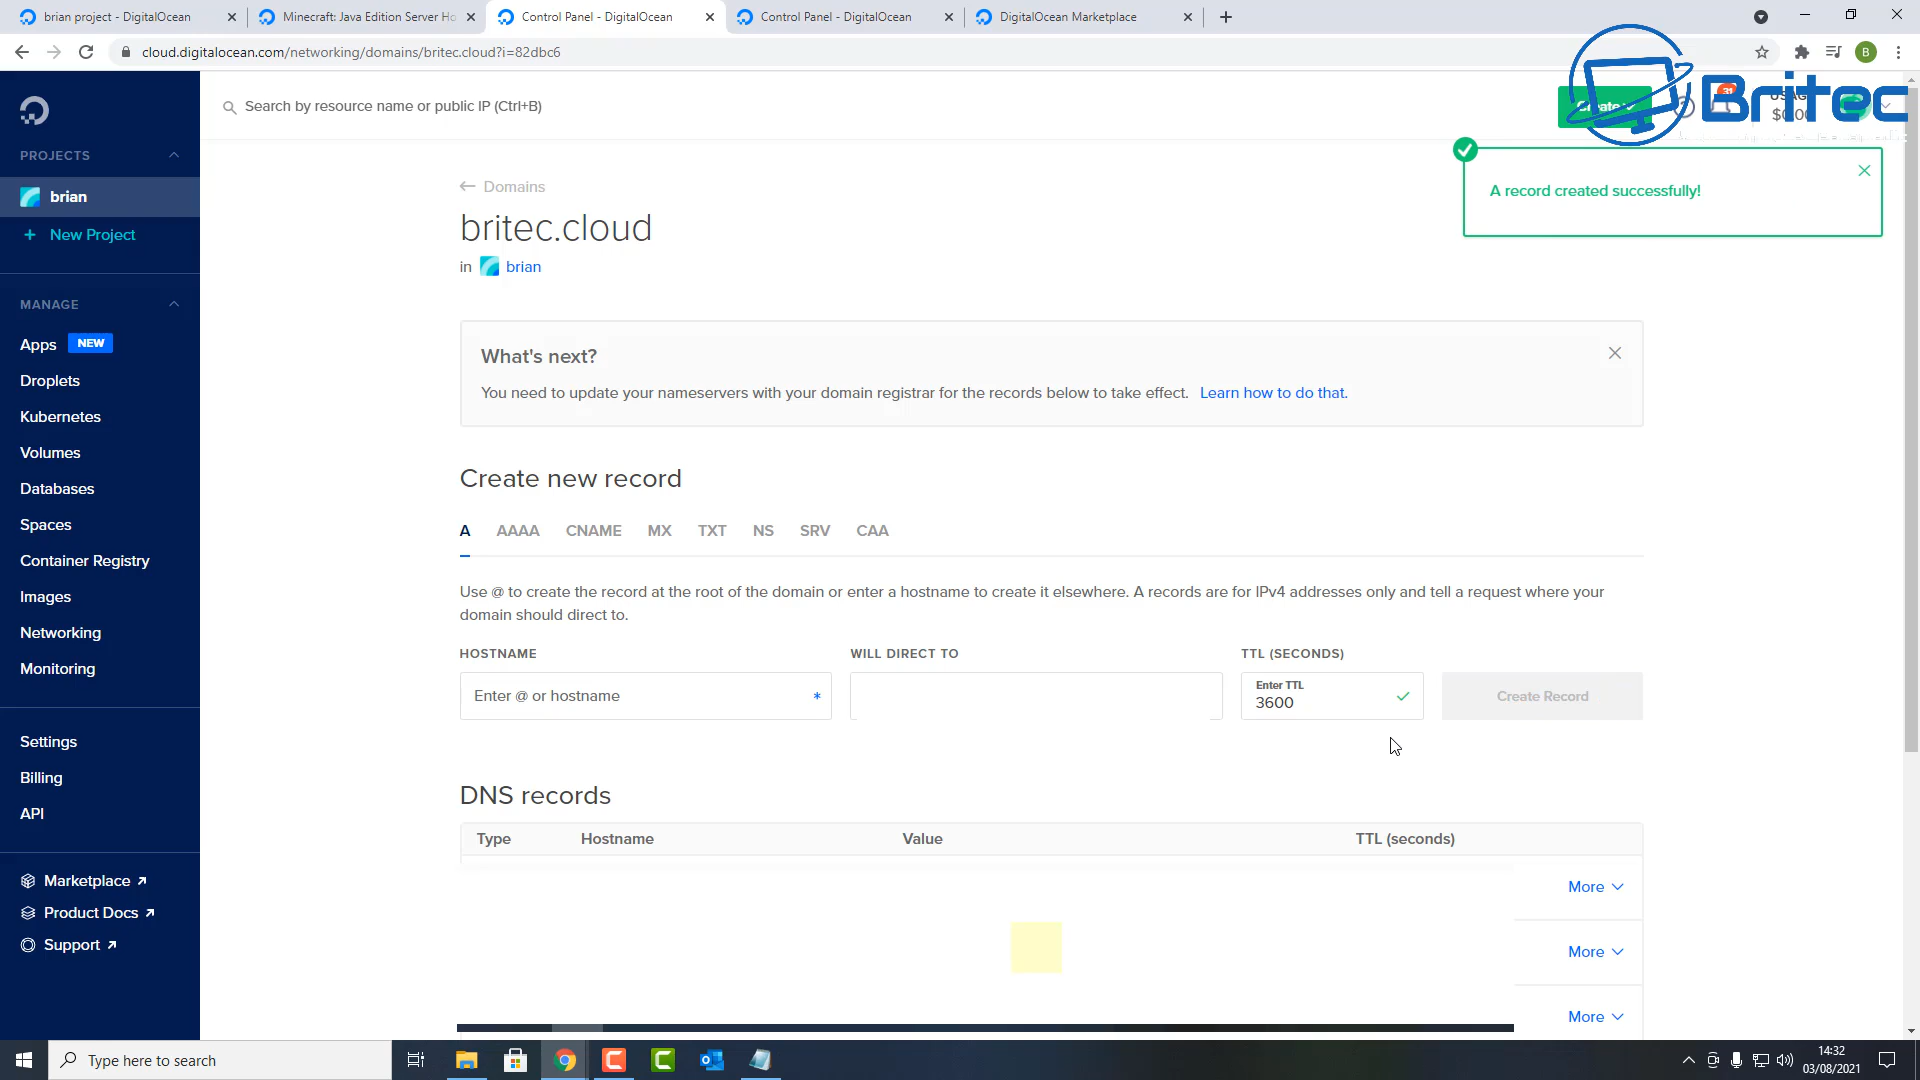 brian project - DigitalOcean
Minecraft: Java Edition Server Ho
Control Panel - DigitalOcean
Control Panel - DigitalOcean
DigitalOcean Marketplace
cloud.digitalocean.com/networking/domains/britec.cloud?i=82dbc6
B
Search by resource name or public IP (Ctrl+B)
Create
31
$0.00
Britec
PROJECTS
brian
New Project
MANAGE
Apps NEW
Droplets
Kubernetes
Volumes
Databases
Spaces
Container Registry
Images
Networking
Monitoring
Settings
Billing
API
Marketplace
Product Docs
Support
A record created successfully!
Domains
britec.cloud
in brian
What's next?
You need to update your nameservers with your domain registrar for the records below to take effect. Learn how to do that.
Create new record
A AAAA CNAME MX TXT NS SRV CAA
Use @ to create the record at the root of the domain or enter a hostname to create it elsewhere. A records are for IPv4 addresses only and tell a request where your
domain should direct to.
HOSTNAME WILL DIRECT TO TTL (SECONDS)
Enter @ or hostname *
Enter TTL
3600
Create Record
DNS records
Type Hostname Value TTL (seconds)
More
More
More
Type here to search
14:32
03/08/2021